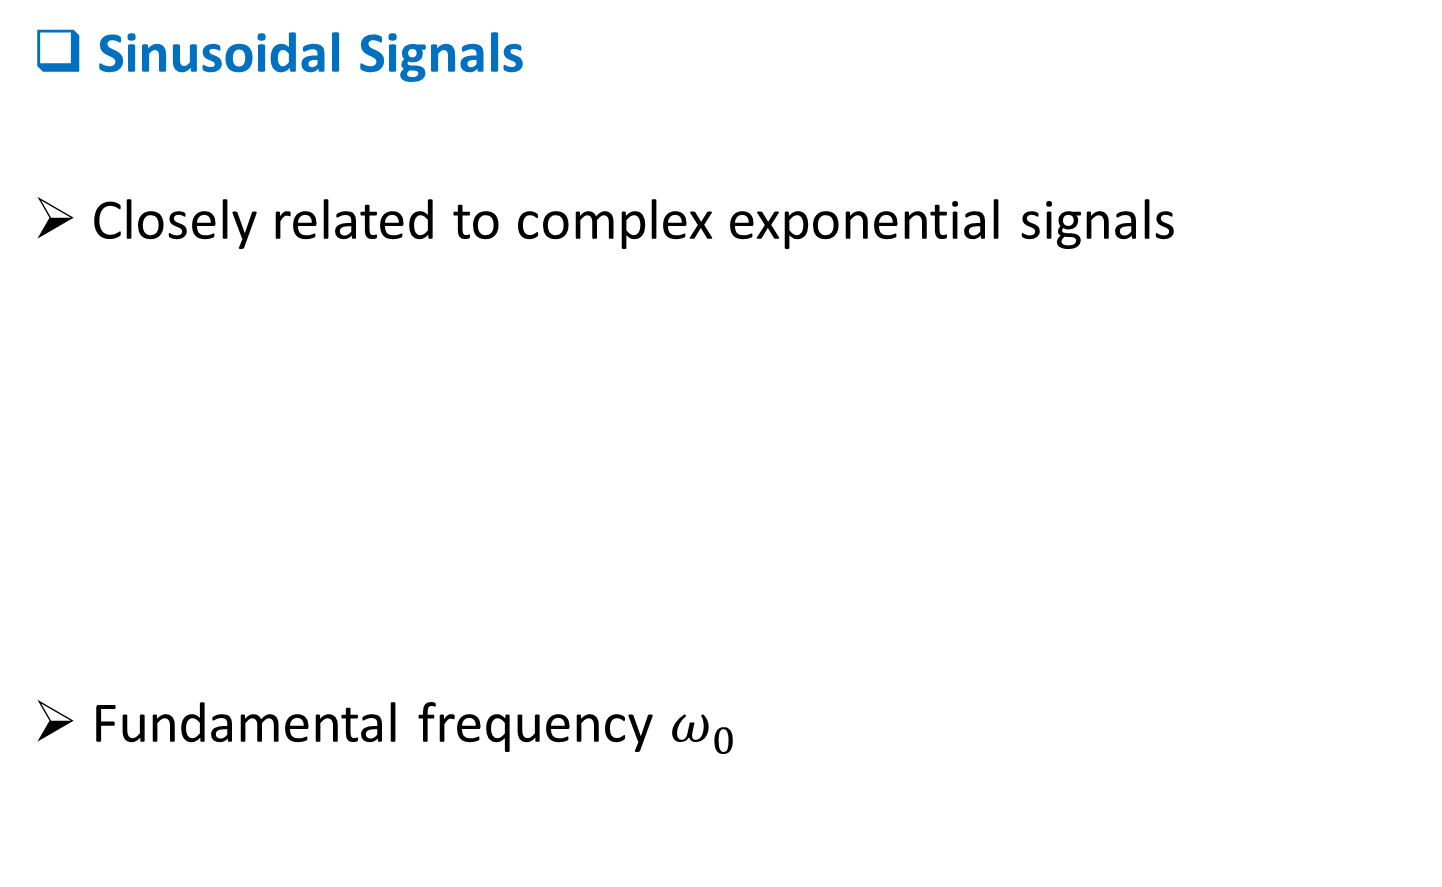 ❑ Sinusoidal Signals
➢ Closely related to complex exponential signals
➢ Fundamental frequency ω₀